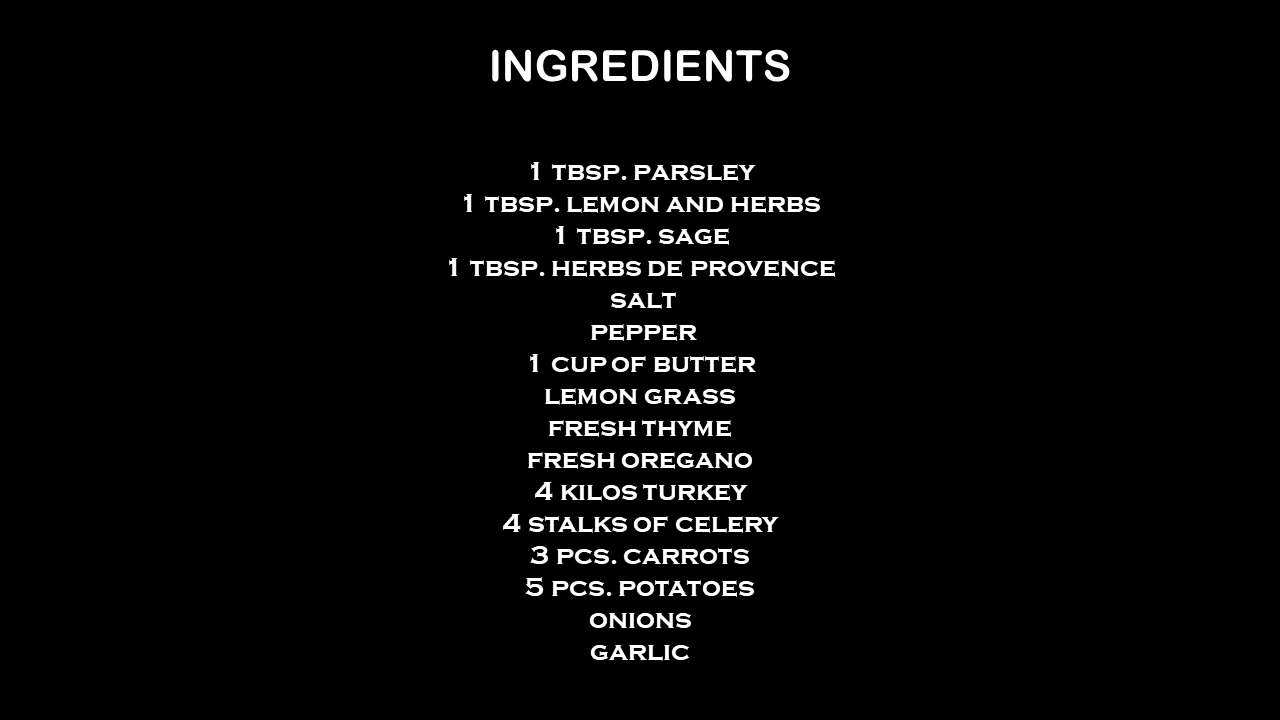 INGREDIENTS
1 TBSP. PARSLEY
1 TBSP. LEMON AND HERBS
1 TBSP. SAGE
1 TBSP. HERBS DE PROVENCE
SALT
PEPPER
1 CUP OF BUTTER
LEMON GRASS
FRESH THYME
FRESH OREGANO
4 KILOS TURKEY
4 STALKS OF CELERY
3 PCS. CARROTS
5 PCS. POTATOES
ONIONS
GARLIC